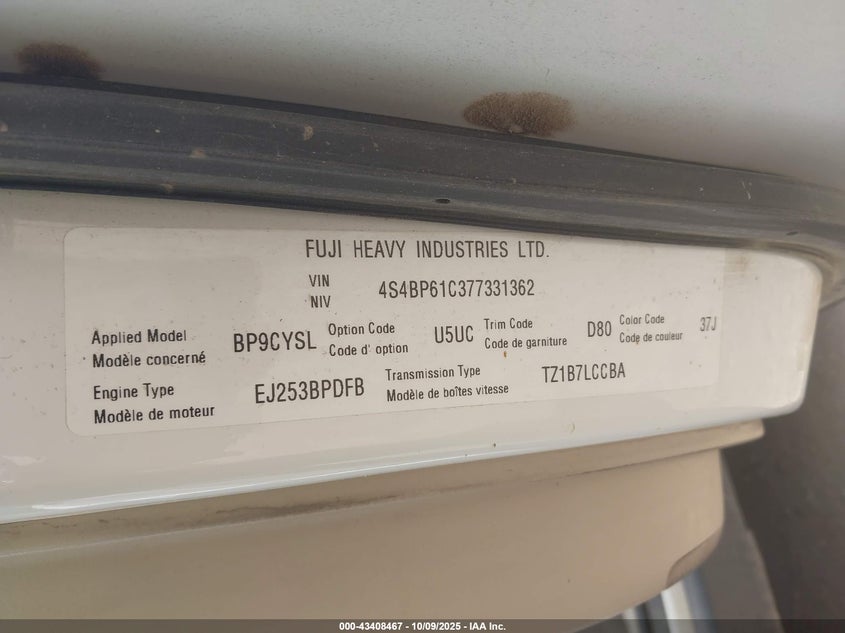 FUJI HEAVY INDUSTRIES LTD.
VIN
NIV
4S4BP61C377331362
Applied Model
Modèle concerné
BP9CYSL
Option Code
Code d' option
U5UC
Trim Code
Code de garniture
D80
Color Code
Code de couleur
37J
Engine Type
Modèle de moteur
EJ253BPDFB
Transmission Type
Modèle de boîtes vitesse
TZ1B7LCCBA
000-43408467 - 10/09/2025 - IAA Inc.